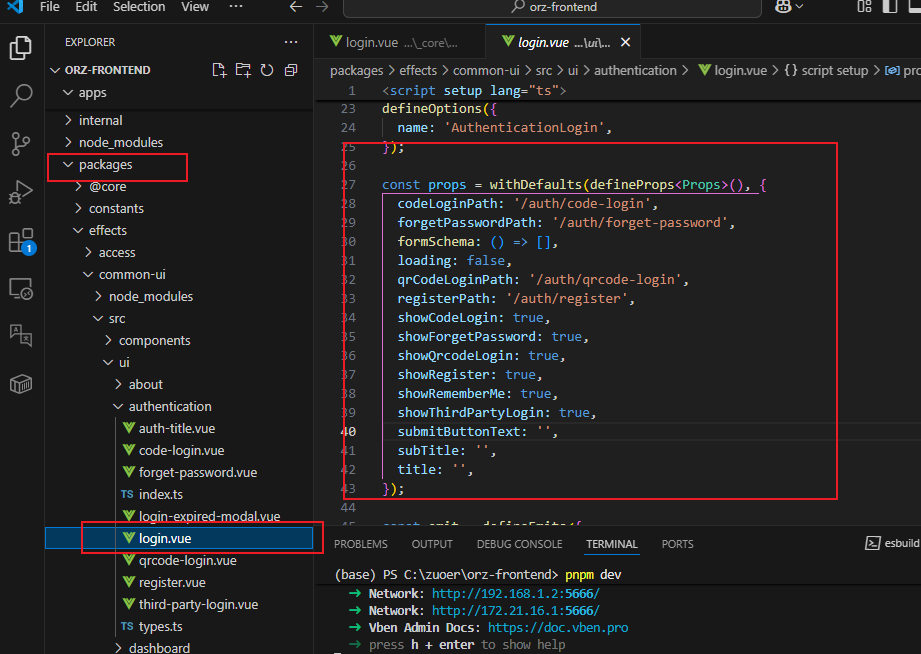 File Edit Selection View ··· orz-frontend
EXPLORER ···
ORZ-FRONTEND
apps
internal
node_modules
packages
@core
constants
effects
access
common-ui
node_modules
src
components
ui
about
authentication
auth-title.vue
code-login.vue
forget-password.vue
TS index.ts
login-expired-modal.vue
login.vue
qrcode-login.vue
register.vue
third-party-login.vue
TS types.ts
dashboard
1
login.vue ...\_core\...
login.vue ...\ui\...
packages > effects > common-ui > src > ui > authentication > login.vue > {} script setup > pro
1 <script setup lang="ts">
23 defineOptions({
24 name: 'AuthenticationLogin',
25 });
26
27 const props = withDefaults(defineProps<Props>(), {
28 codeLoginPath: '/auth/code-login',
29 forgetPasswordPath: '/auth/forget-password',
30 formSchema: () => [],
31 loading: false,
32 qrCodeLoginPath: '/auth/qrcode-login',
33 registerPath: '/auth/register',
34 showCodeLogin: true,
35 showForgetPassword: true,
36 showQrcodeLogin: true,
37 showRegister: true,
38 showRememberMe: true,
39 showThirdPartyLogin: true,
40 submitButtonText: '',
41 subTitle: '',
42 title: '',
43 });
44
45 const emit = defineEmits<{
PROBLEMS OUTPUT DEBUG CONSOLE TERMINAL PORTS esbuild
(base) PS C:\zuoer\orz-frontend> pnpm dev
➜ Network: http://192.168.1.2:5666/
➜ Network: http://172.21.16.1:5666/
➜ Vben Admin Docs: https://doc.vben.pro
➜ press h + enter to show help